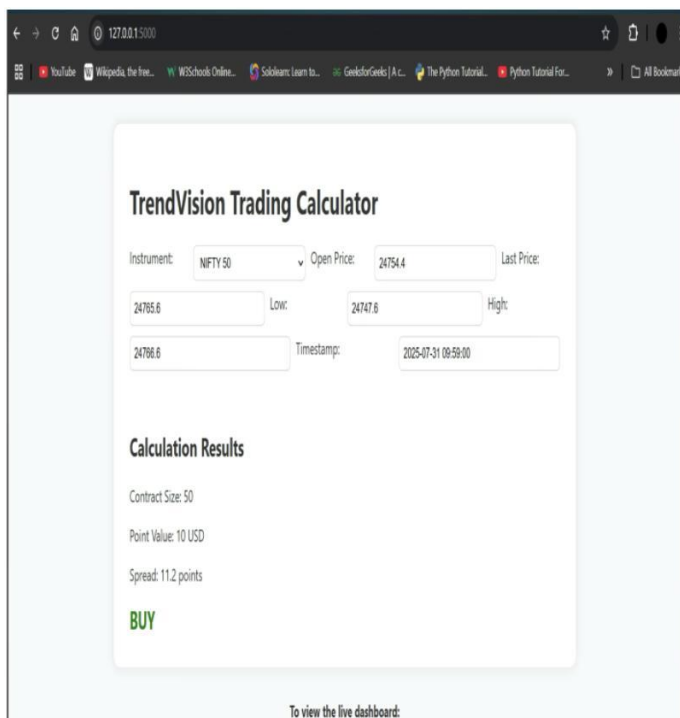 127.0.0.1:5000
YouTube Wikipedia, the free... W3Schools Online... Sololearn: Learn to... GeeksforGeeks | A c... The Python Tutorial... Python Tutorial For... » All Bookmar
TrendVision Trading Calculator
Instrument: NIFTY 50 Open Price: 24754.4 Last Price:
24765.6 Low: 24747.6 High:
24766.6 Timestamp: 2025-07-31 09:59:00
Calculation Results
Contract Size: 50
Point Value: 10 USD
Spread: 11.2 points
BUY
To view the live dashboard: